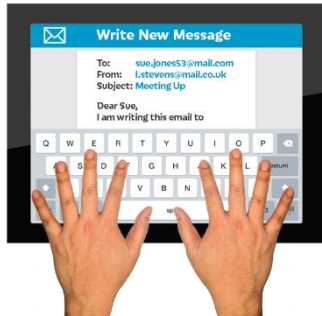 Write New Message
To: sue.jones53@mail.com
From: l.stevens@mail.co.uk
Subject: Meeting Up
Dear Sue,
I am writing this email to
Q W E R T Y U I O P
A S D F G H K L return
V B N